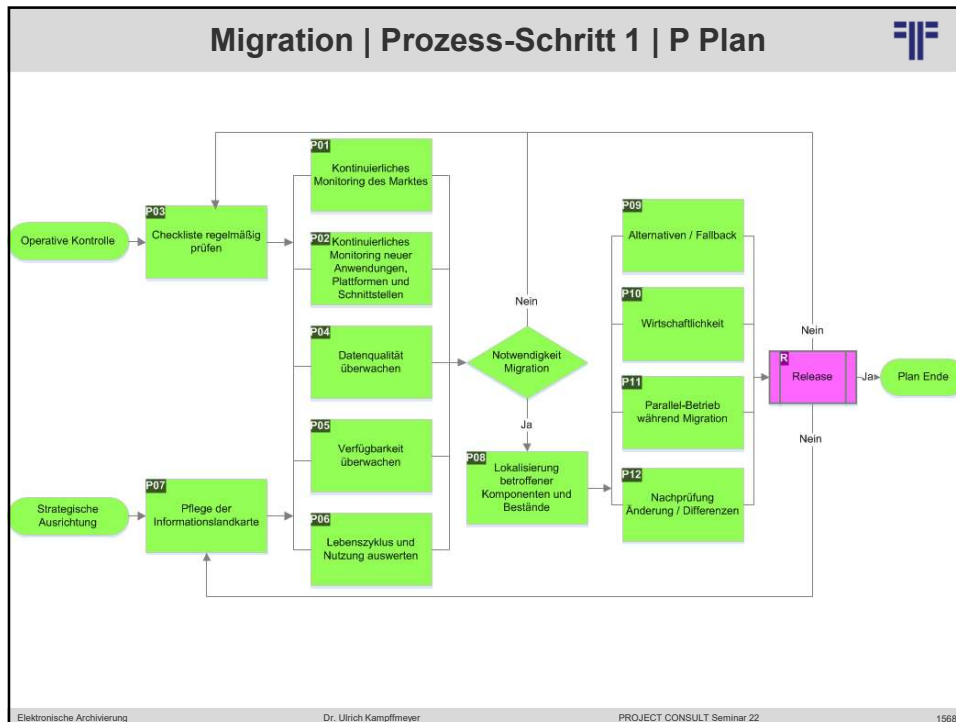 Migration | Prozess-Schritt 1 | P Plan
Operative Kontrolle
P03
Checkliste regelmäßig
prüfen
Strategische
Ausrichtung
P07
Pflege der
Informationslandkarte
P01
Kontinuierliches
Monitoring des Marktes
P02
Kontinuierliches
Monitoring neuer
Anwendungen,
Plattformen und
Schnittstellen
P04
Datenqualität
überwachen
P05
Verfügbarkeit
überwachen
P06
Lebenszyklus und
Nutzung auswerten
Nein
Notwendigkeit
Migration
Ja
P08
Lokalisierung
betroffener
Komponenten und
Bestände
P09
Alternativen / Fallback
P10
Wirtschaftlichkeit
P11
Parallel-Betrieb
während Migration
P12
Nachprüfung
Änderung / Differenzen
Nein
R
Release
Ja
Plan Ende
Nein
Elektronische Archivierung
Dr. Ulrich Kampffmeyer
PROJECT CONSULT Seminar 22
1568